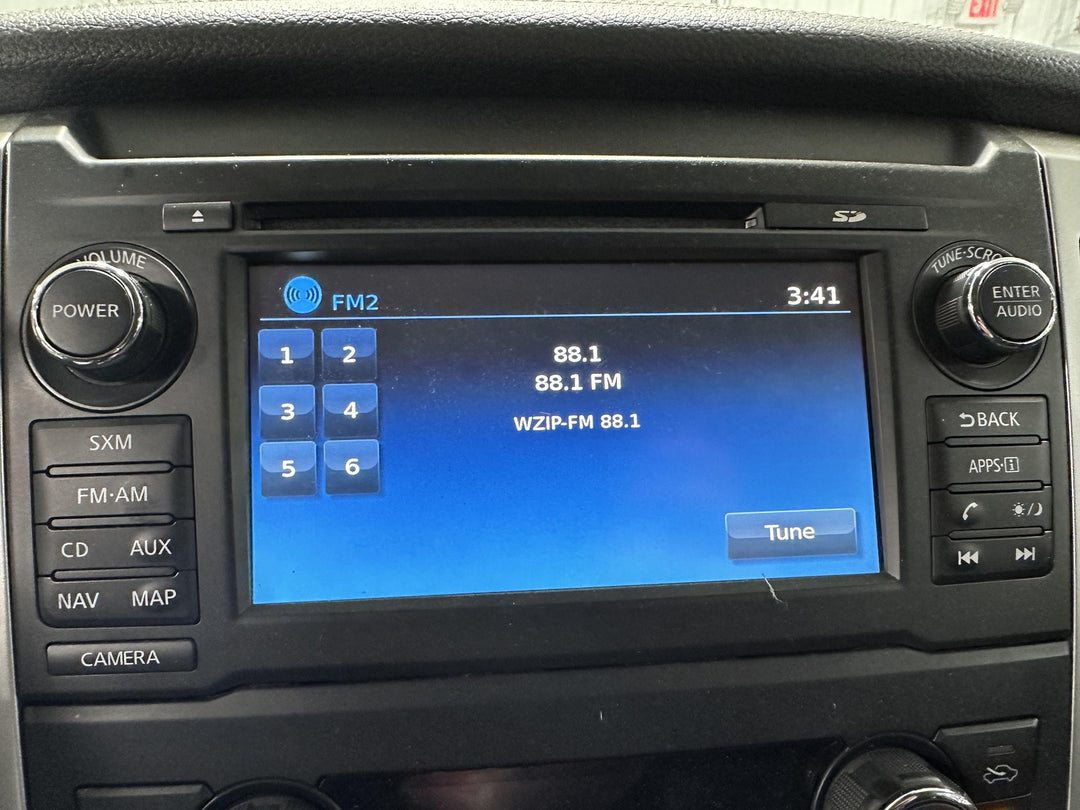 EXIT
SD
VOLUME
POWER
TUNE·SCRO
ENTER
AUDIO
FM2
3:41
1 2
3 4
5 6
88.1
88.1 FM
WZIP-FM 88.1
Tune
SXM
FM·AM
CD AUX
NAV MAP
CAMERA
BACK
APPS·i